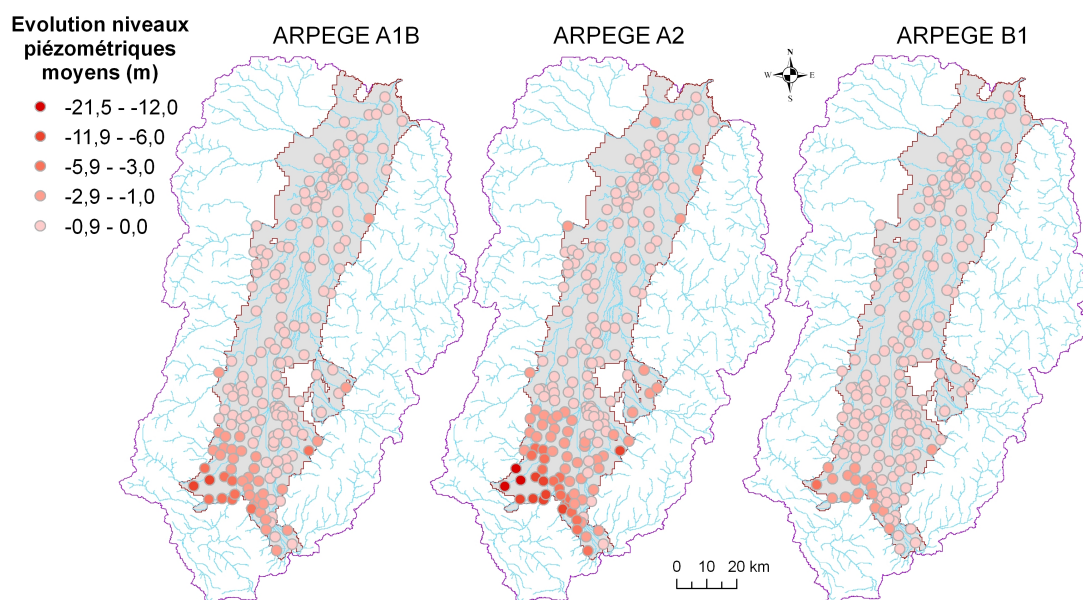 Evolution niveaux
piézométriques
moyens (m)
-21,5 - -12,0
-11,9 - -6,0
-5,9 - -3,0
-2,9 - -1,0
-0,9 - 0,0
ARPEGE A1B
ARPEGE A2
ARPEGE B1
N
W
E
S
0 10 20 km